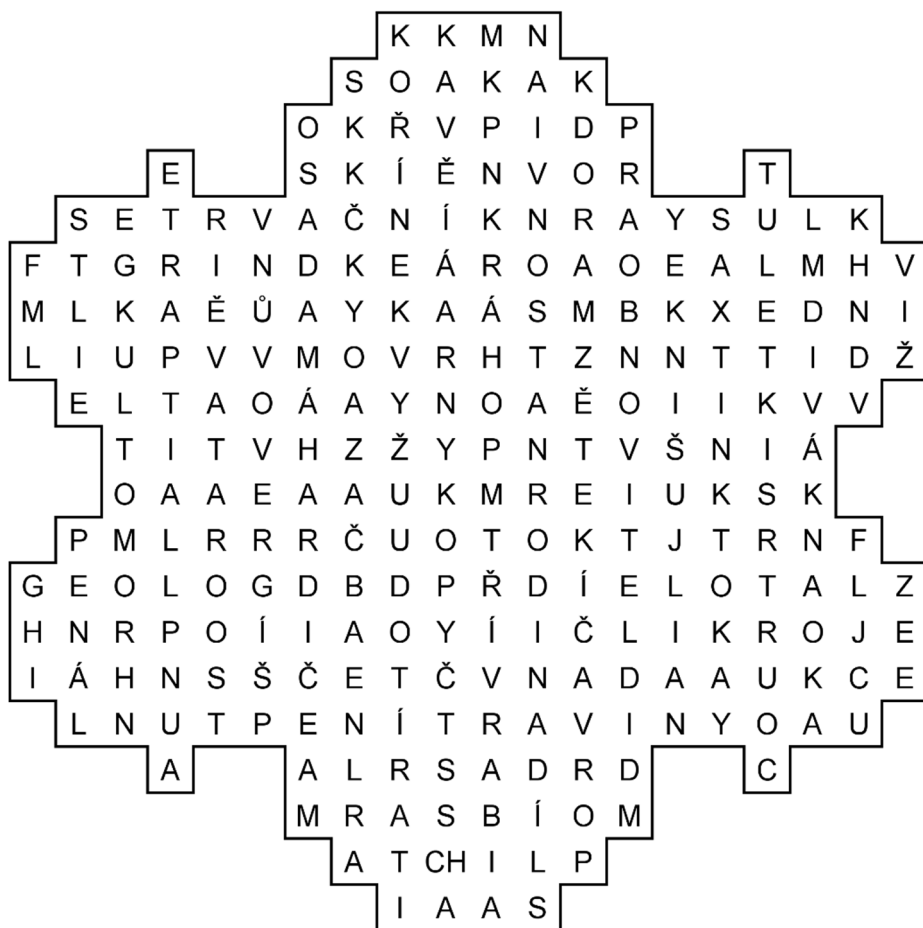 K K M N
S O A K A K
O K Ř V P I D P
E S K Í Ě N V O R T
S E T R V A Č N Í K N R A Y S U L K
F T G R I N D K E Á R O A O E A L M H V
M L K A Ě Ů A Y K A Á S M B K X E D N I
L I U P V V M O V R H T Z N N T T I D Ž
E L T A O Á A Y N O A Ě O I I K V V
T I T V H Z Ž Y P N T V Š N I Á
O A A E A A U K M R E I U K S K
P M L R R R Č U O T O K T J T R N F
G E O L O G D B D P Ř D Í E L O T A L Z
H N R P O Í I A O Y Í I Č L I K R O J E
I Á H N S Š Č E T Č V N A D A A U K C E
L N U T P E N Í T R A V I N Y O A U
A A L R S A D R D C
M R A S B Í O M
A T CH I L P
I A A S